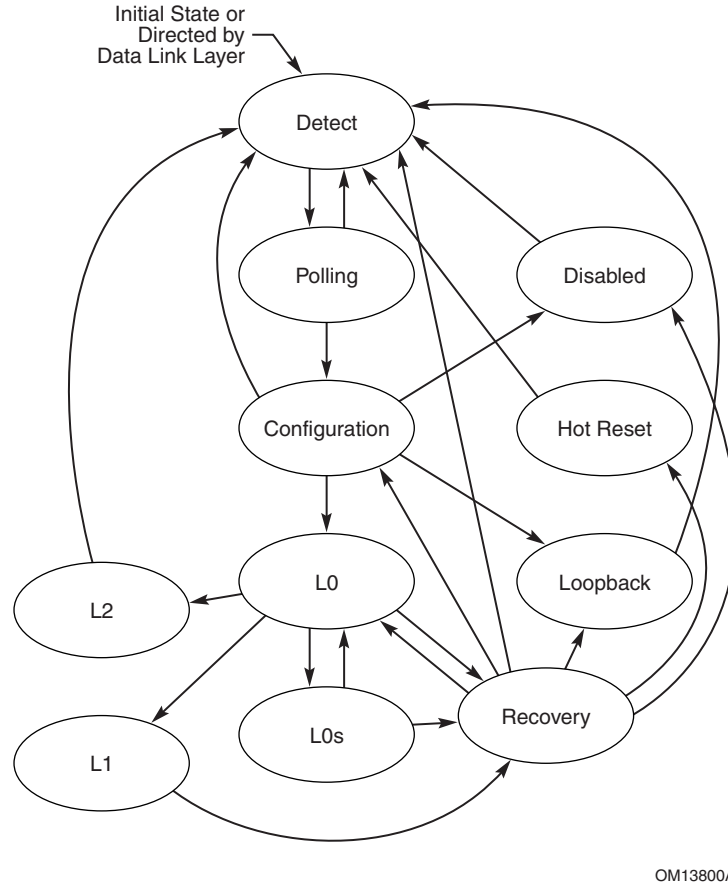 Initial State or
Directed by
Data Link Layer
Detect
Polling
Disabled
Configuration
Hot Reset
L0
Loopback
L2
Recovery
L0s
L1
OM13800